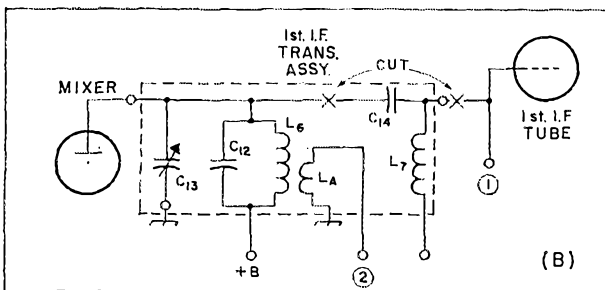 1st. I.F.
TRANS.
ASSY.
CUT
MIXER
1st. I.F
TUBE
C14
L6
C12
C13
LA
L7
1
+B
2
(B)